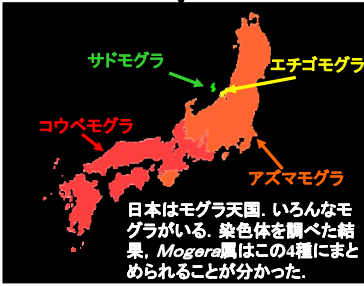 サドモグラ
エチゴモグラ
コウベモグラ
アズマモグラ
日本はモグラ天国．いろんなモ
グラがいる．染色体を調べた結
果，Mogera属はこの4種にまと
められることが分かった．